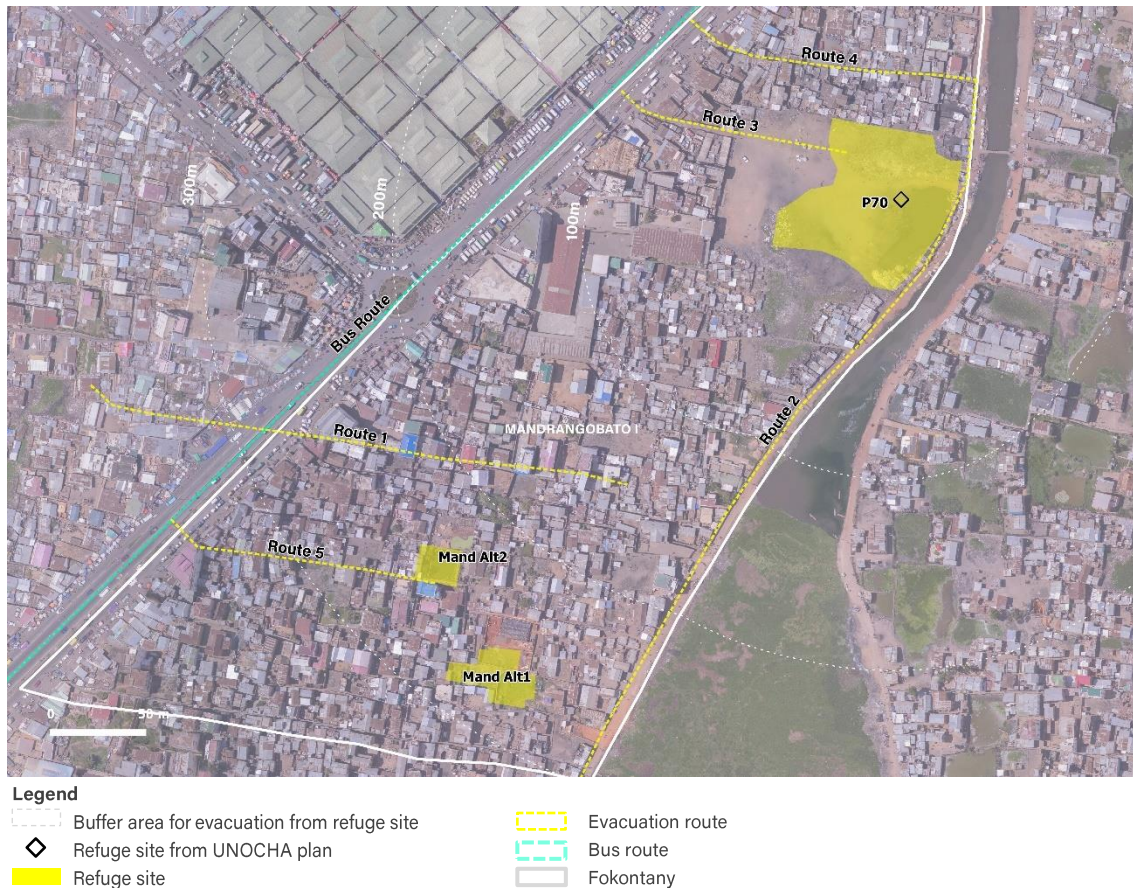 Route 4
Route 3
P70
300m
200m
100m
Bus Route
Route 2
Route 1
MANDRANGOBATO I
Route 5
Mand Alt2
Mand Alt1
0 50 m
Legend
Buffer area for evacuation from refuge site
Refuge site from UNOCHA plan
Refuge site
Evacuation route
Bus route
Fokontany